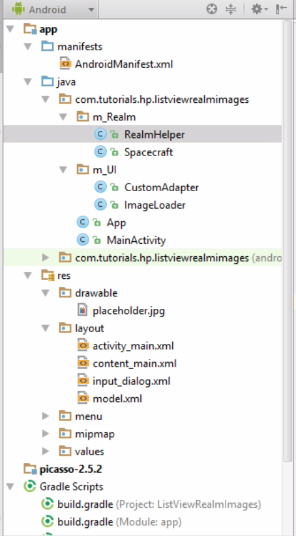 Android
app
manifests
AndroidManifest.xml
java
com.tutorials.hp.listviewrealmimages
m_Realm
RealmHelper
Spacecraft
m_UI
CustomAdapter
ImageLoader
App
MainActivity
com.tutorials.hp.listviewrealmimages (andro
res
drawable
placeholder.jpg
layout
activity_main.xml
content_main.xml
input_dialog.xml
model.xml
menu
mipmap
values
picasso-2.5.2
Gradle Scripts
build.gradle (Project: ListViewRealImages)
build.gradle (Module: app)